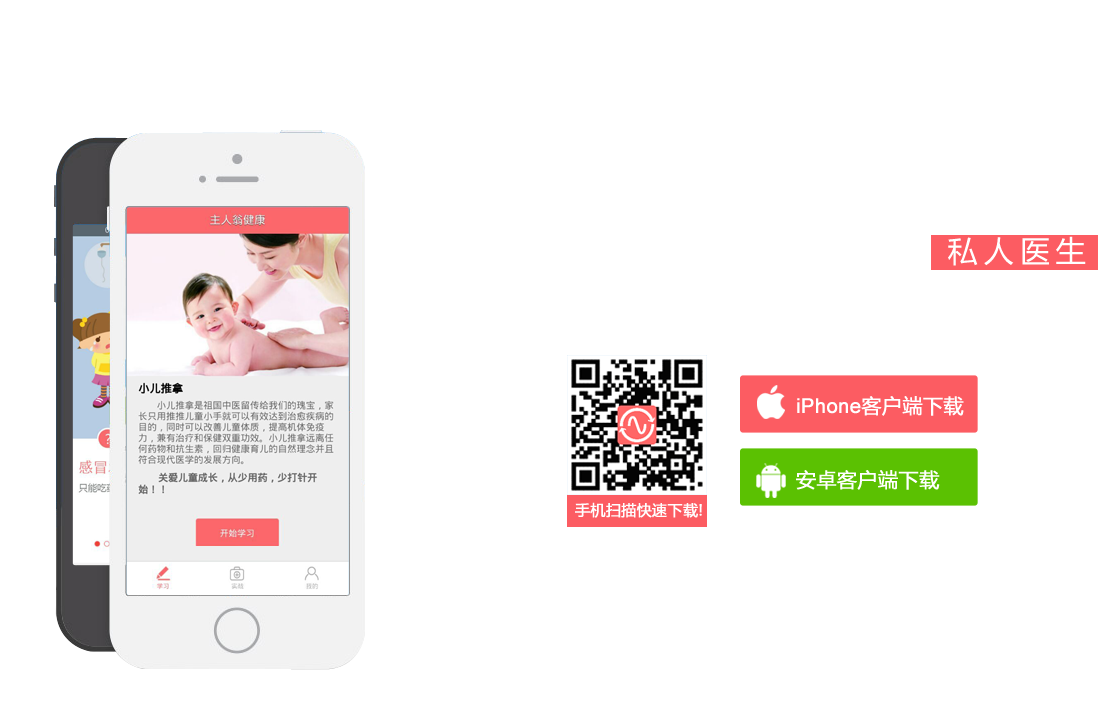 主人翁健康
小儿推拿
小儿推拿是祖国中医留传给我们的瑰宝，家
长只用推推儿童小手就可以有效达到治愈疾病的
目的，同时可以改善儿童体质，提高机体免疫
力，兼有治疗和保健双重功效。小儿推拿远离任
何药物和抗生素，回归健康育儿的自然理念并且
符合现代医学的发展方向。
关爱儿童成长，从少用药，少打针开
始！！
开始学习
学习
我的
感冒
只能吃
私人医生
iPhone客户端下载
安卓客户端下载
手机扫描快速下载!